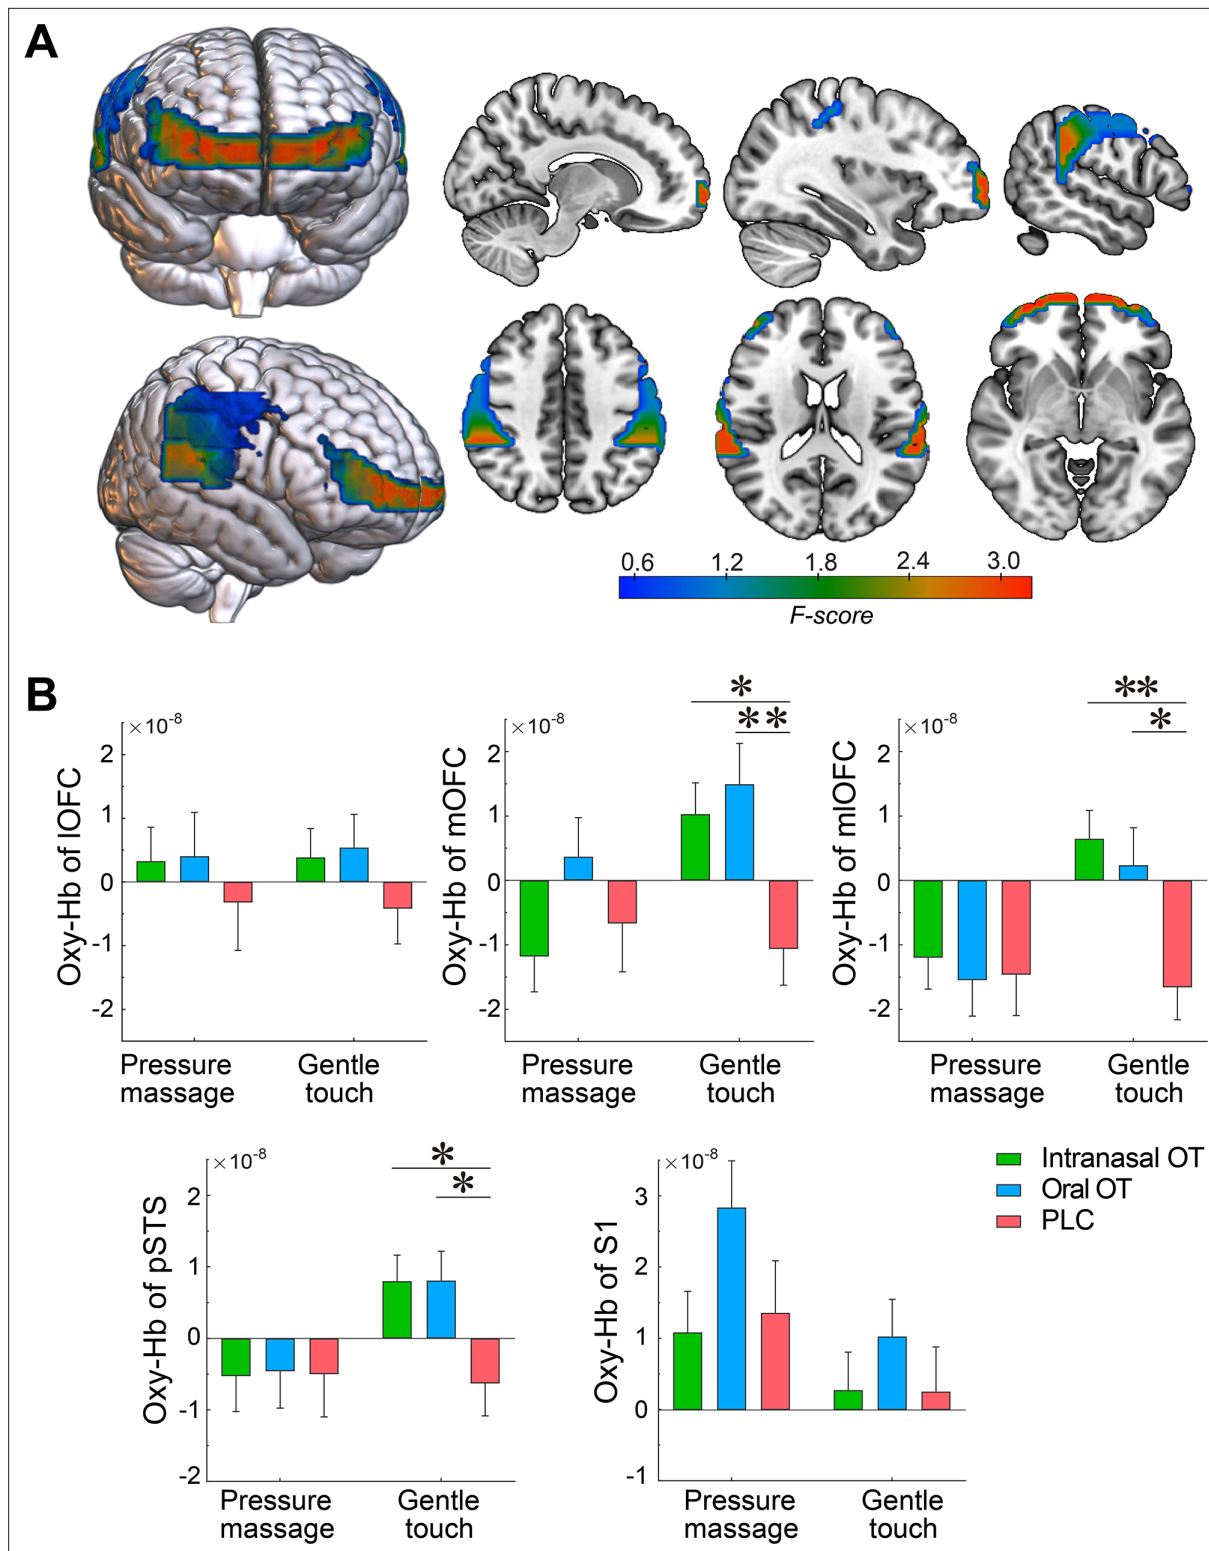 A
0.6 1.2 1.8 2.4 3.0
F-score
B
×10-8
2
1
0
-1
-2
Oxy-Hb of lOFC
Pressure massage
Gentle touch
×10-8
* 
**
2
1
0
-1
-2
Oxy-Hb of mOFC
Pressure massage
Gentle touch
×10-8
**
*
2
1
0
-1
-2
Oxy-Hb of mlOFC
Pressure massage
Gentle touch
×10-8
*
*
2
1
0
-1
-2
Oxy-Hb of pSTS
Pressure massage
Gentle touch
×10-8
3
2
1
0
-1
Oxy-Hb of S1
Pressure massage
Gentle touch
Intranasal OT
Oral OT
PLC